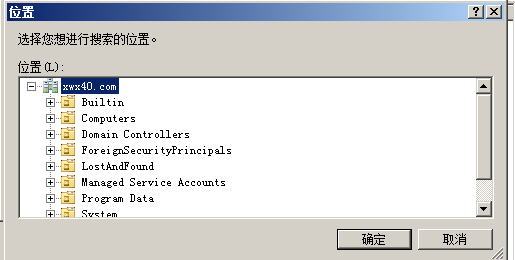 位置
选择您想进行搜索的位置。
位置(L):
xwx40.com
Builtin
Computers
Domain Controllers
ForeignSecurityPrincipals
LostAndFound
Managed Service Accounts
Program Data
System
确定
取消